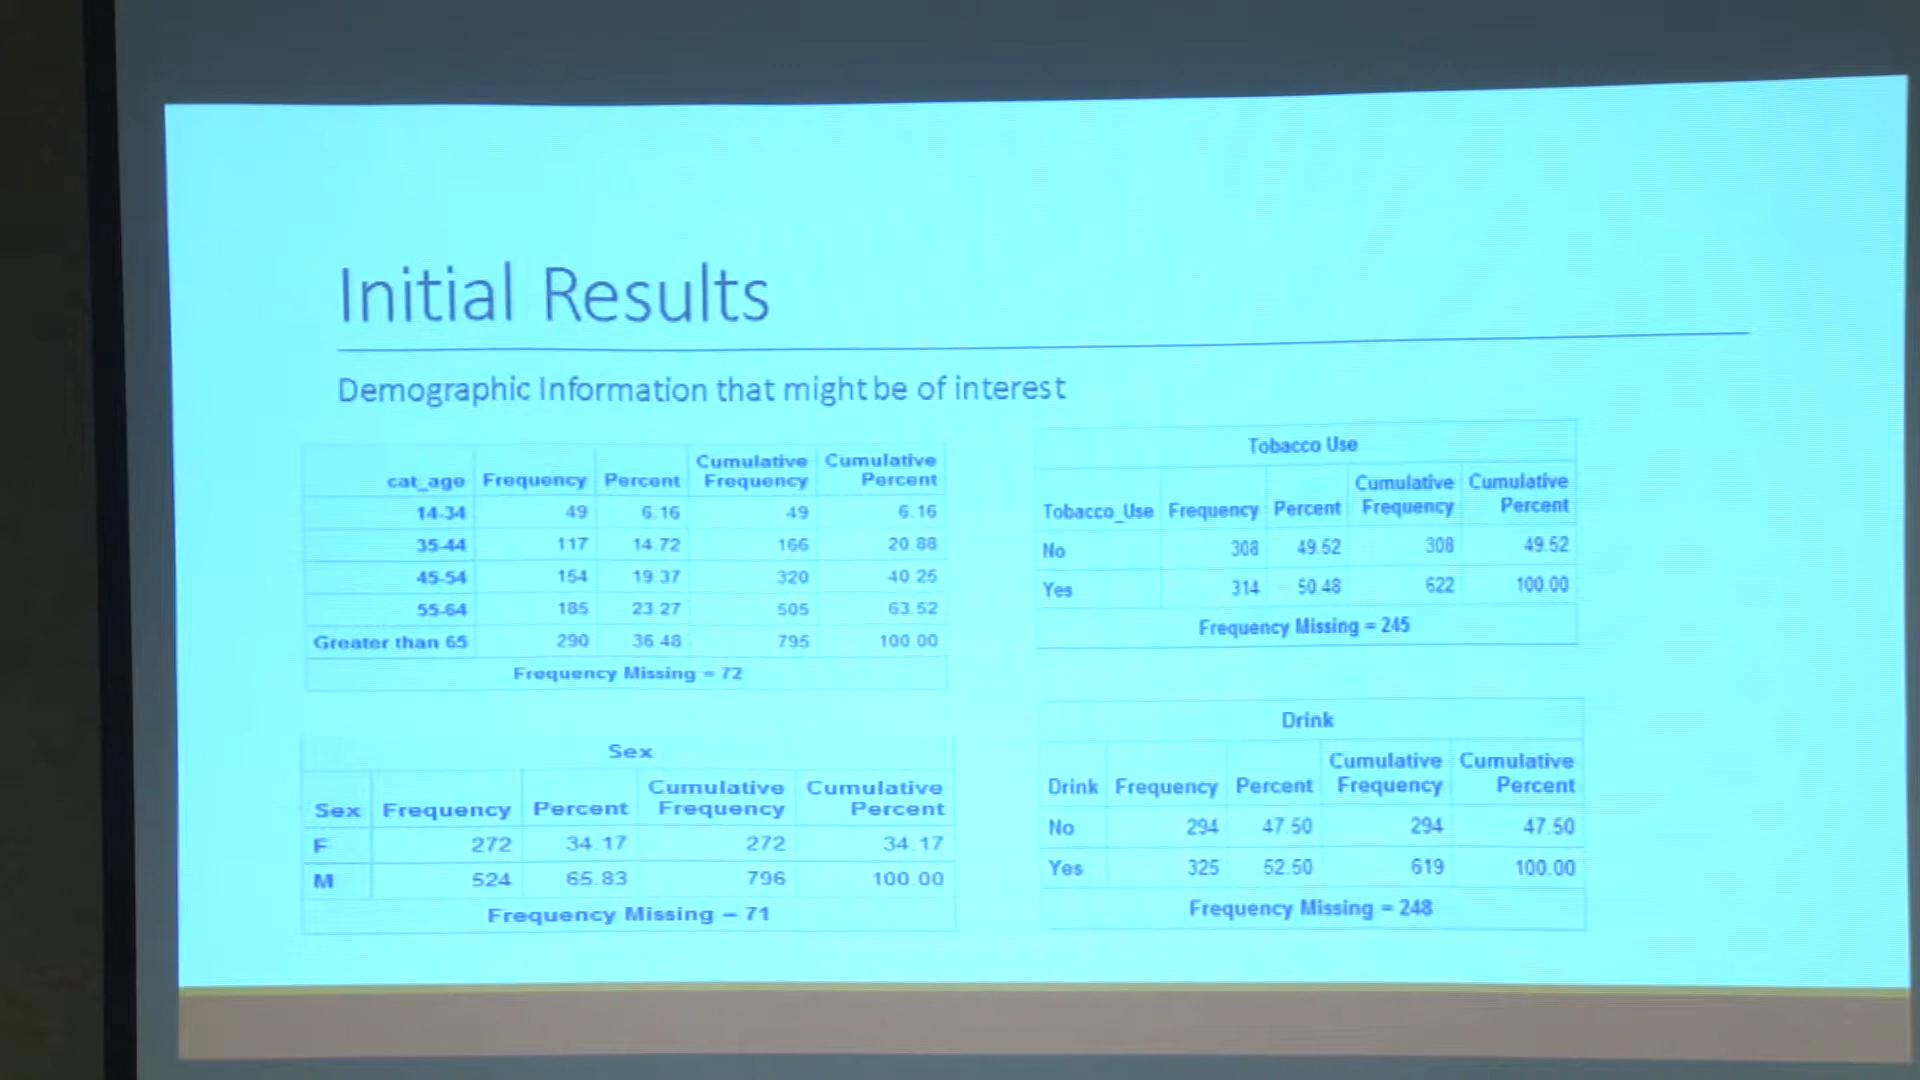 Initial Results
Demographic Information that might be of interest
cat_age Frequency Percent Cumulative Frequency Cumulative Percent
14-34 49 6.16 49 6.16
35-44 117 14.72 166 20.88
45-54 154 19.37 320 40.25
55-64 185 23.27 505 63.52
Greater than 65 290 36.48 795 100.00
Frequency Missing = 72
Tobacco Use
Tobacco_Use Frequency Percent Cumulative Frequency Cumulative Percent
No 308 49.52 308 49.52
Yes 314 50.48 622 100.00
Frequency Missing = 245
Sex
Sex Frequency Percent Cumulative Frequency Cumulative Percent
F 272 34.17 272 34.17
M 524 65.83 796 100.00
Frequency Missing = 71
Drink
Drink Frequency Percent Cumulative Frequency Cumulative Percent
No 294 47.50 294 47.50
Yes 325 52.50 619 100.00
Frequency Missing = 248